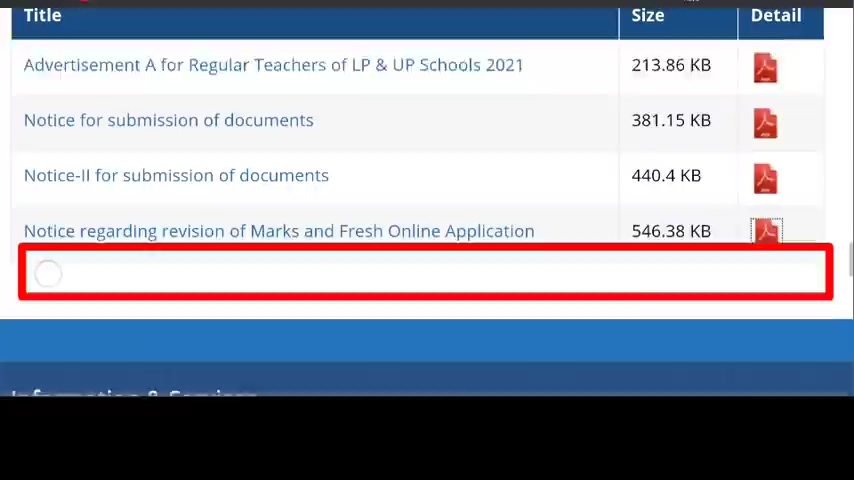 Title Size Detail
Advertisement A for Regular Teachers of LP & UP Schools 2021 213.86 KB
Notice for submission of documents 381.15 KB
Notice-II for submission of documents 440.4 KB
Notice regarding revision of Marks and Fresh Online Application 546.38 KB
Information & Services